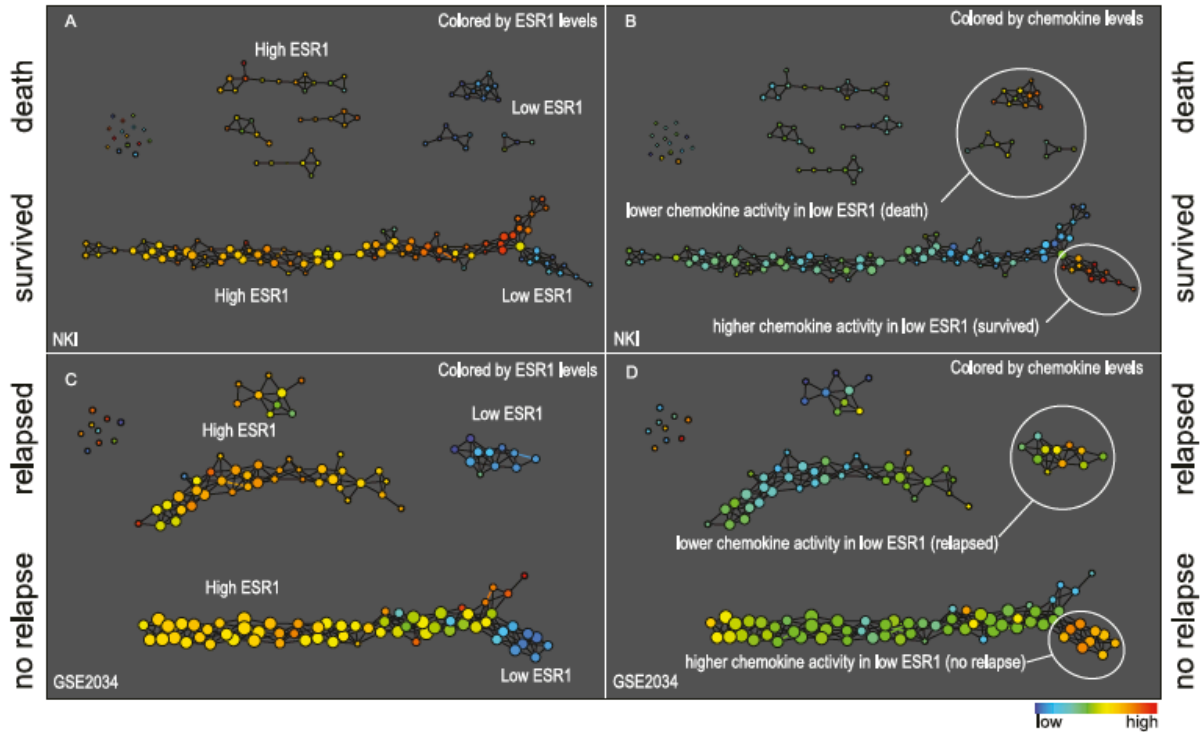 A
Colored by ESR1 levels
High ESR1
Low ESR1
death
survived
High ESR1
Low ESR1
NKI
B
Colored by chemokine levels
death
lower chemokine activity in low ESR1 (death)
survived
higher chemokine activity in low ESR1 (survived)
NKI
C
Colored by ESR1 levels
Low ESR1
High ESR1
relapsed
no relapse
High ESR1
Low ESR1
GSE2034
D
Colored by chemokine levels
relapsed
lower chemokine activity in low ESR1 (relapsed)
no relapse
higher chemokine activity in low ESR1 (no relapse)
GSE2034
low
high